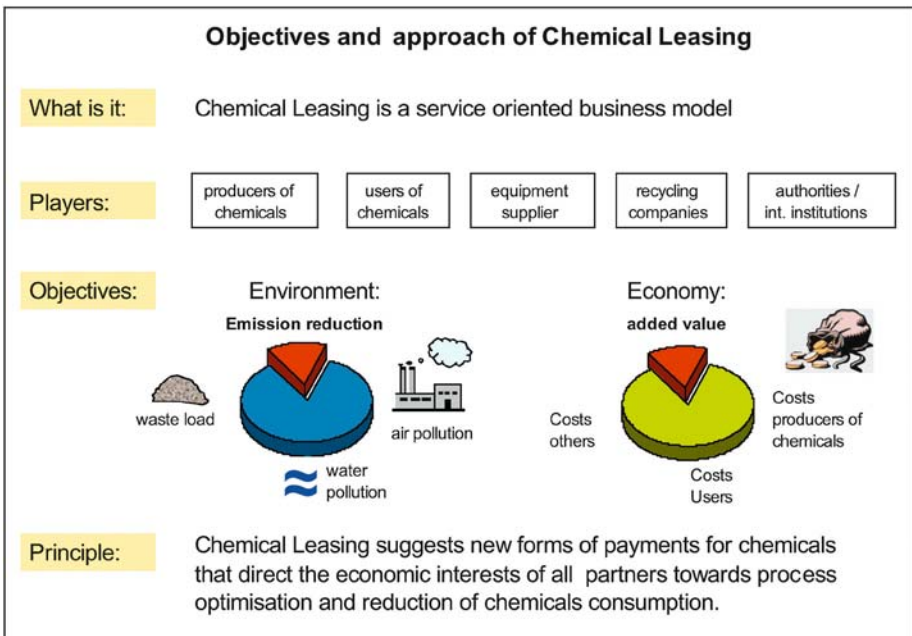 Objectives and approach of Chemical Leasing
What is it:
Chemical Leasing is a service oriented business model
Players:
producers of
chemicals
users of
chemicals
equipment
supplier
recycling
companies
authorities /
int. institutions
Objectives:
Environment:
Emission reduction
waste load
air pollution
water
pollution
Economy:
added value
Costs
others
Costs
producers of
chemicals
Costs
Users
Principle:
Chemical Leasing suggests new forms of payments for chemicals
that direct the economic interests of all partners towards process
optimisation and reduction of chemicals consumption.